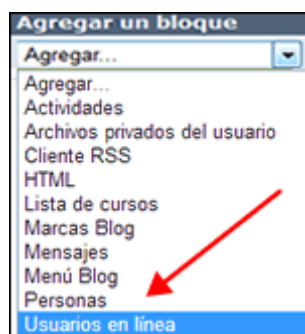 Agregar un bloque
Agregar...
Agregar...
Actividades
Archivos privados del usuario
Cliente RSS
HTML
Lista de cursos
Marcas Blog
Mensajes
Menú Blog
Personas
Usuarios en línea